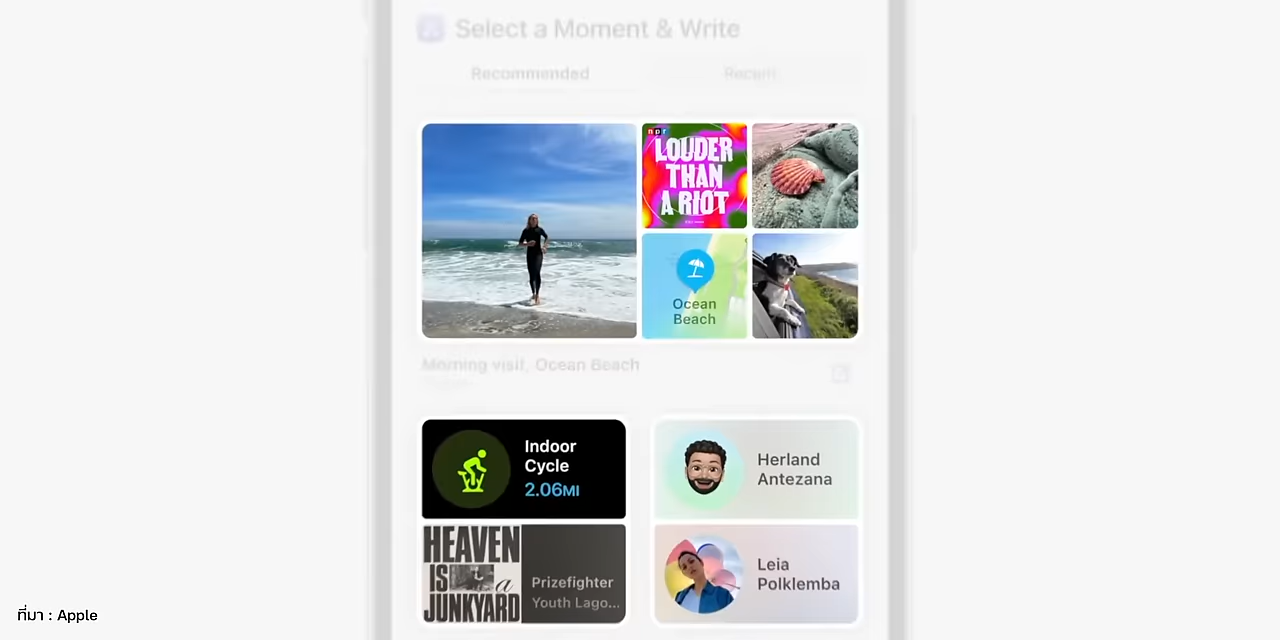 Select a Moment & Write
Recommended
Recent
npr
LOUDER
THAN
A RIOT
Ocean
Beach
Morning visit, Ocean Beach
Indoor
Cycle
2.06MI
Herland
Antezana
HEAVEN
IS a
JUNKYARD
Prizefighter
Youth Lago...
Leia
Polklemba
ที่มา : Apple